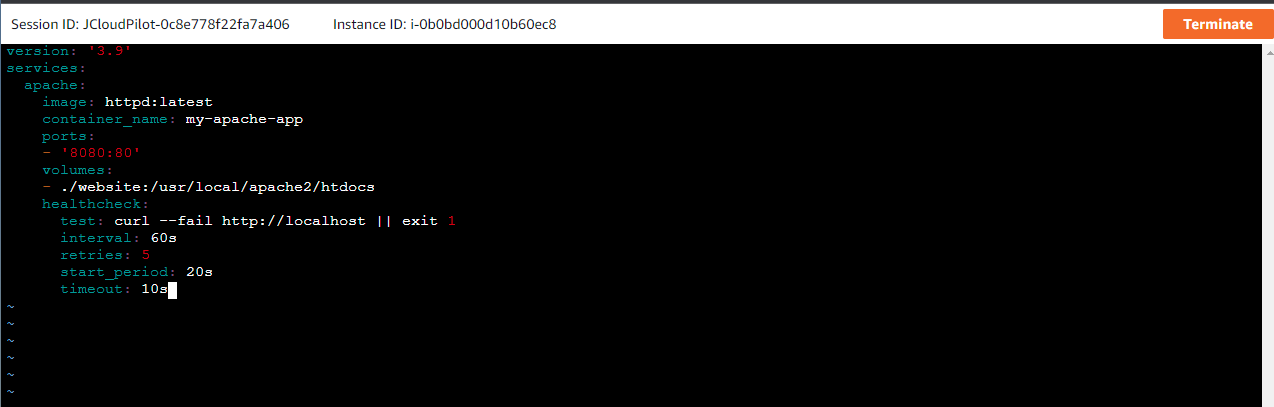 Session ID: JCloudPilot-0c8e778f22fa7a406 Instance ID: i-0b0bd000d10b60ec8 Terminate
version: '3.9'
services:
  apache:
    image: httpd:latest
    container_name: my-apache-app
    ports:
    - '8080:80'
    volumes:
    - ./website:/usr/local/apache2/htdocs
    healthcheck:
      test: curl --fail http://localhost || exit 1
      interval: 60s
      retries: 5
      start_period: 20s
      timeout: 10s
~
~
~
~
~
~